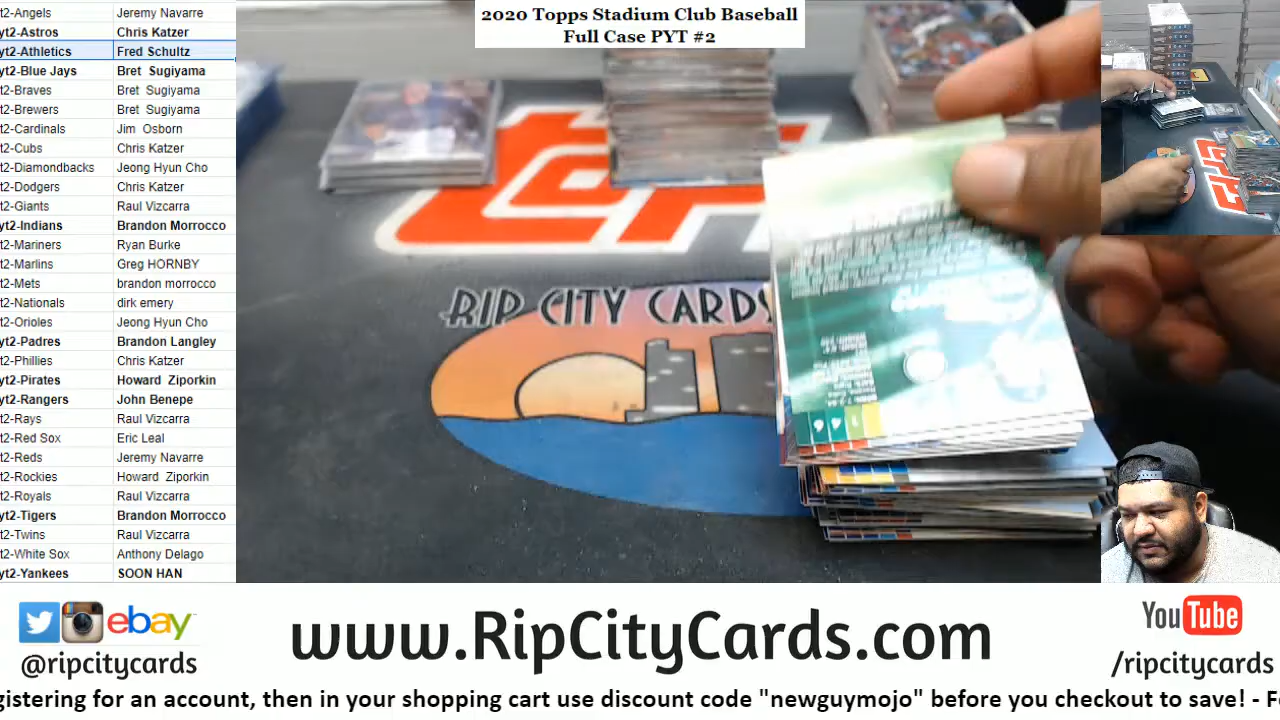 2020 Topps Stadium Club Baseball
Full Case PYT #2
t2-Angels Jeremy Navarre
yt2-Astros Chris Katzer
yt2-Athletics Fred Schultz
yt2-Blue Jays Bret Sugiyama
t2-Braves Bret Sugiyama
t2-Brewers Bret Sugiyama
t2-Cardinals Jim Osborn
t2-Cubs Chris Katzer
t2-Diamondbacks Jeong Hyun Cho
t2-Dodgers Chris Katzer
t2-Giants Raul Vizcarra
yt2-Indians Brandon Morrocco
t2-Mariners Ryan Burke
t2-Marlins Greg HORNBY
t2-Mets brandon morrocco
t2-Nationals dirk emery
t2-Orioles Jeong Hyun Cho
yt2-Padres Brandon Langley
t2-Phillies Chris Katzer
yt2-Pirates Howard Ziporkin
yt2-Rangers John Benepe
t2-Rays Raul Vizcarra
t2-Red Sox Eric Leal
t2-Reds Jeremy Navarre
t2-Rockies Howard Ziporkin
t2-Royals Raul Vizcarra
yt2-Tigers Brandon Morrocco
t2-Twins Raul Vizcarra
t2-White Sox Anthony Delago
yt2-Yankees SOON HAN
RIP CITY CARDS
ebay
@ripcitycards
www.RipCityCards.com
YouTube
/ripcitycards
gistering for an account, then in your shopping cart use discount code "newguymojo" before you checkout to save! - F